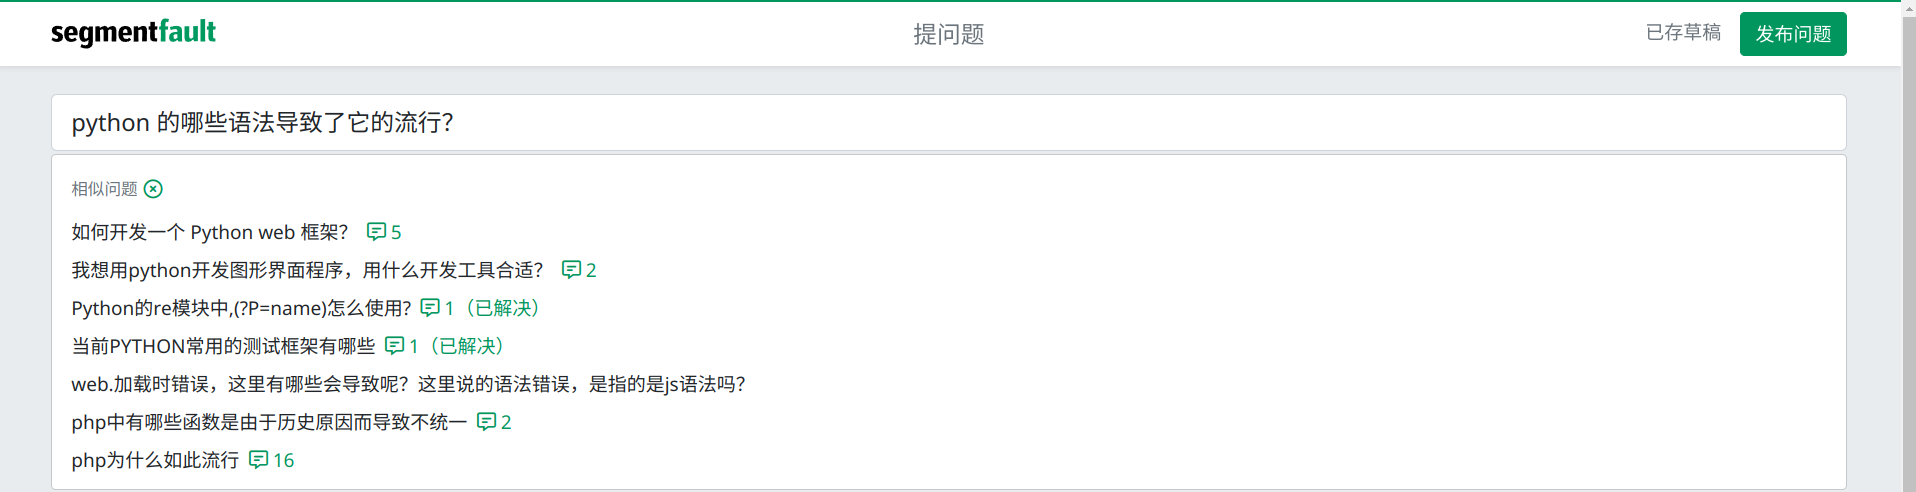 segmentfault 提问题 已存草稿 发布问题
python 的哪些语法导致了它的流行？
相似问题
如何开发一个 Python web 框架？ 5
我想用python开发图形界面程序，用什么开发工具合适？ 2
Python的re模块中,(?P=name)怎么使用? 1（已解决）
当前PYTHON常用的测试框架有哪些 1（已解决）
web.加载时错误，这里有哪些会导致呢？这里说的语法错误，是指的是js语法吗？
php中有哪些函数是由于历史原因而导致不统一 2
php为什么如此流行 16